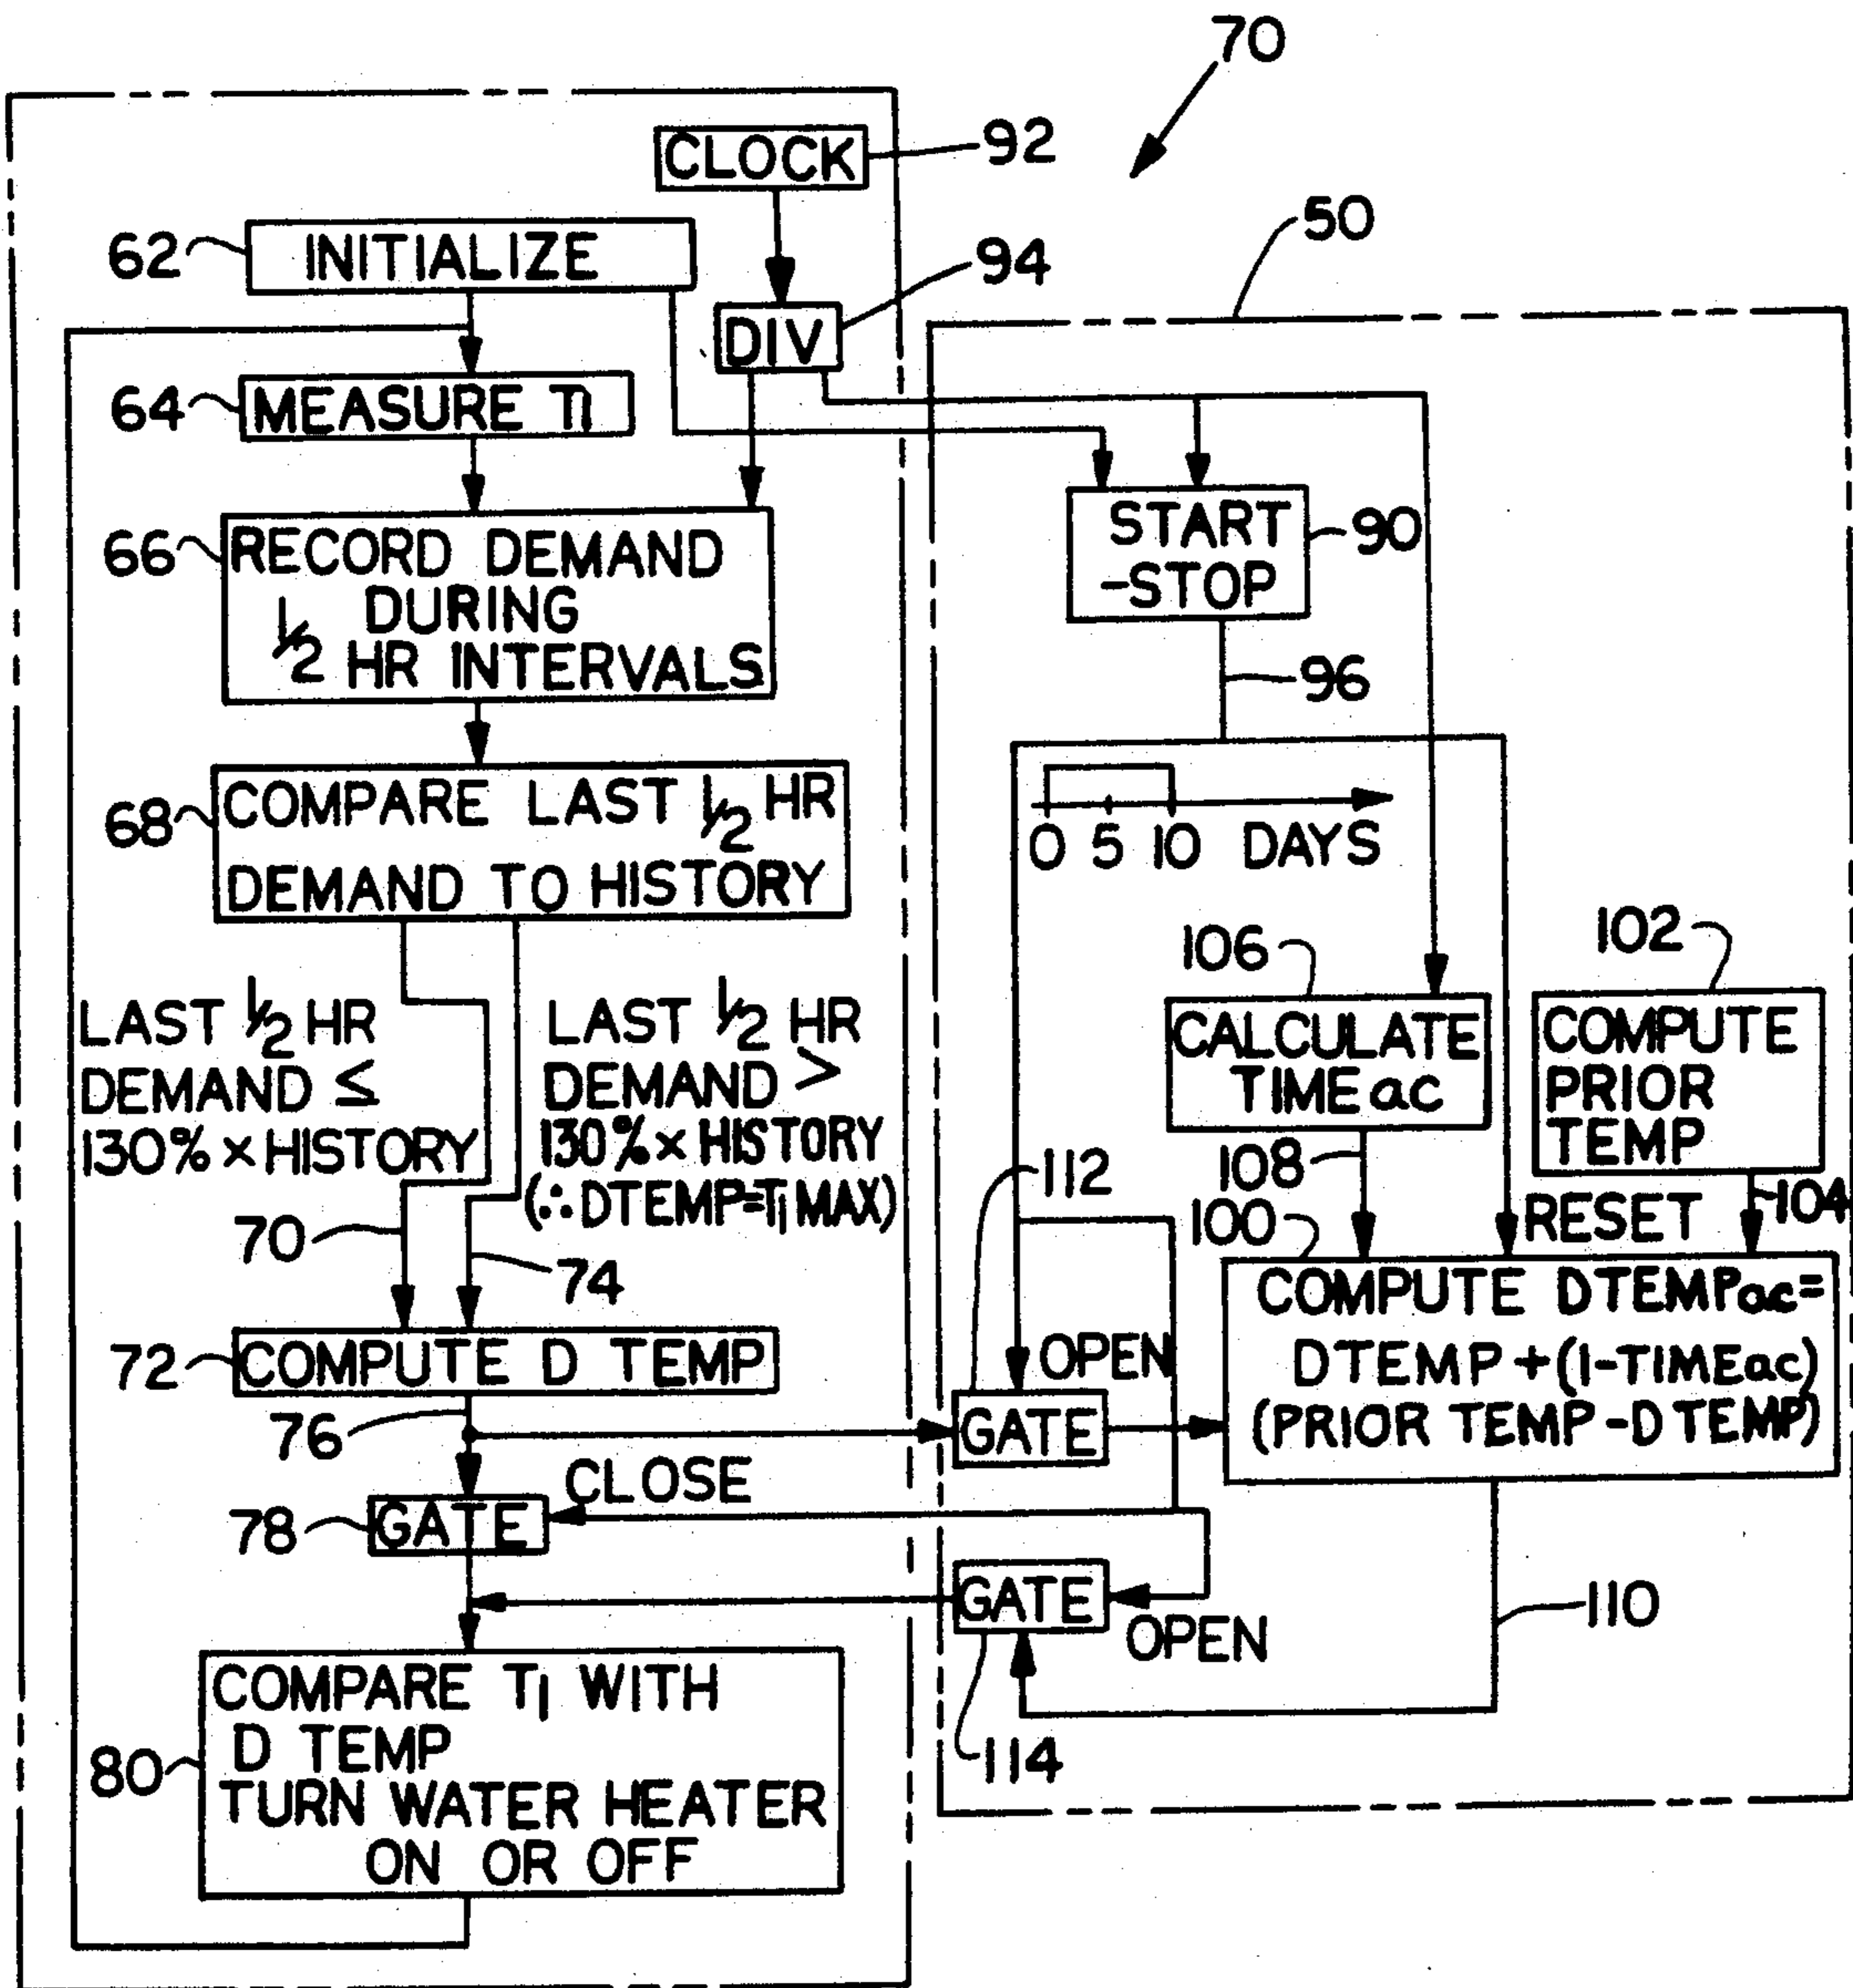 70
CLOCK
92
62
INITIALIZE
50
94
DIV
64
MEASURE T1
66
RECORD DEMAND
DURING
1/2 HR INTERVALS
START
-STOP
90
96
68
COMPARE LAST 1/2 HR
DEMAND TO HISTORY
0 5 10 DAYS
LAST 1/2 HR
DEMAND ≤
130% x HISTORY
LAST 1/2 HR
DEMAND >
130% x HISTORY
(∴ DTEMP=T1 MAX)
70
74
106
CALCULATE
TIME ac
108
102
COMPUTE
PRIOR
TEMP
104
RESET
100
COMPUTE DTEMPac=
DTEMP+(1-TIMEac)
(PRIOR TEMP-D TEMP)
112
OPEN
GATE
72
COMPUTE D TEMP
76
CLOSE
78
GATE
GATE
OPEN
110
114
80
COMPARE T1 WITH
D TEMP
TURN WATER HEATER
ON OR OFF